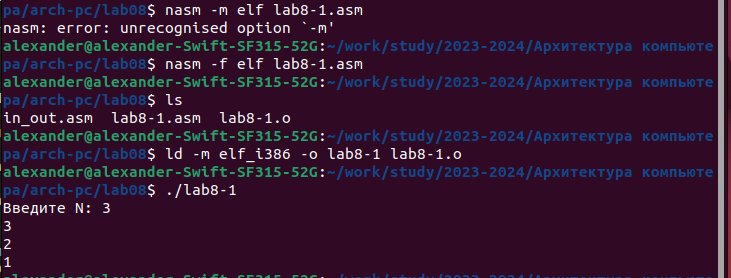 pa/arch-pc/lab08$ nasm -m elf lab8-1.asm
nasm: error: unrecognised option `-m'
alexander@alexander-Swift-SF315-52G:~/work/study/2023-2024/Архитектура компьюте
pa/arch-pc/lab08$ nasm -f elf lab8-1.asm
alexander@alexander-Swift-SF315-52G:~/work/study/2023-2024/Архитектура компьюте
pa/arch-pc/lab08$ ls
in_out.asm  lab8-1.asm  lab8-1.o
alexander@alexander-Swift-SF315-52G:~/work/study/2023-2024/Архитектура компьюте
pa/arch-pc/lab08$ ld -m elf_i386 -o lab8-1 lab8-1.o
alexander@alexander-Swift-SF315-52G:~/work/study/2023-2024/Архитектура компьюте
pa/arch-pc/lab08$ ./lab8-1
Введите N: 3
3
2
1